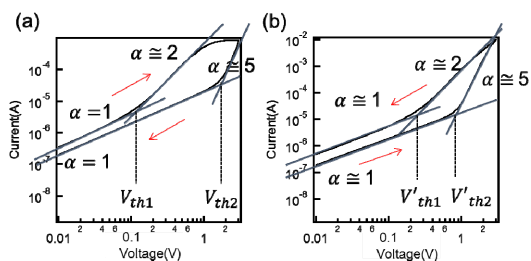 (a)
Current(A)
10⁻⁴
10⁻⁵
10⁻⁶
10⁻⁷
10⁻⁸
α ≅ 2
α ≅ 5
α = 1
α = 1
V_th1
V_th2
0.01 2 4 6 0.1 2 4 6 1 2
Voltage(V)
(b)
Current(A)
10⁻²
10⁻³
10⁻⁴
10⁻⁵
10⁻⁶
10⁻⁷
10⁻⁸
α ≅ 2
α ≅ 5
α ≅ 1
α ≅ 1
V'_th1
V'_th2
0.01 2 4 6 0.1 2 4 6 1 2
Voltage(V)